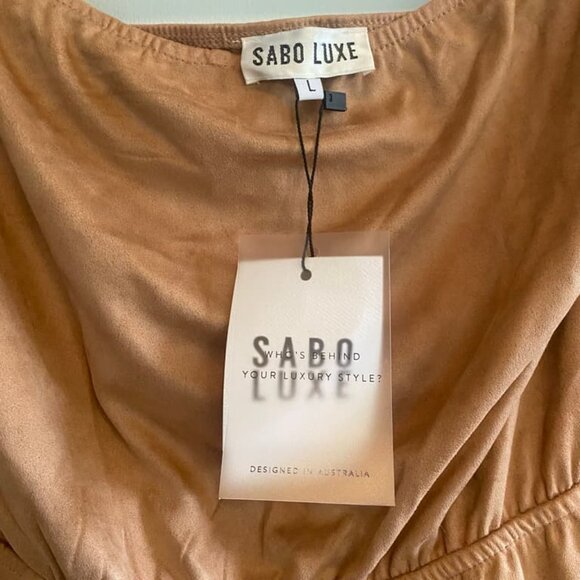 SABO LUXE
L
SABO
WHO'S BEHIND
YOUR LUXURY STYLE?
LUXE
DESIGNED IN AUSTRALIA